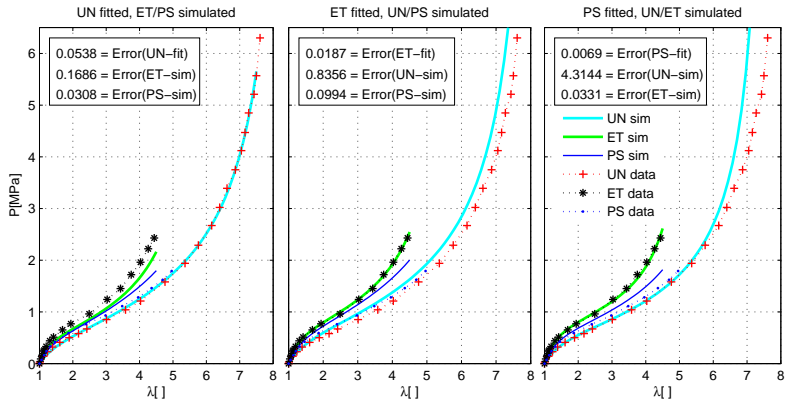 UN fitted, ET/PS simulated
ET fitted, UN/PS simulated
PS fitted, UN/ET simulated
0.0538 = Error(UN−fit)
0.1686 = Error(ET−sim)
0.0308 = Error(PS−sim)
0.0187 = Error(ET−fit)
0.8356 = Error(UN−sim)
0.0994 = Error(PS−sim)
0.0069 = Error(PS−fit)
4.3144 = Error(UN−sim)
0.0331 = Error(ET−sim)
UN sim
ET sim
PS sim
UN data
ET data
PS data
P[MPa]
6
5
4
3
2
1
0
1 2 3 4 5 6 7 8
1 2 3 4 5 6 7 8
1 2 3 4 5 6 7 8
λ[ ]
λ[ ]
λ[ ]